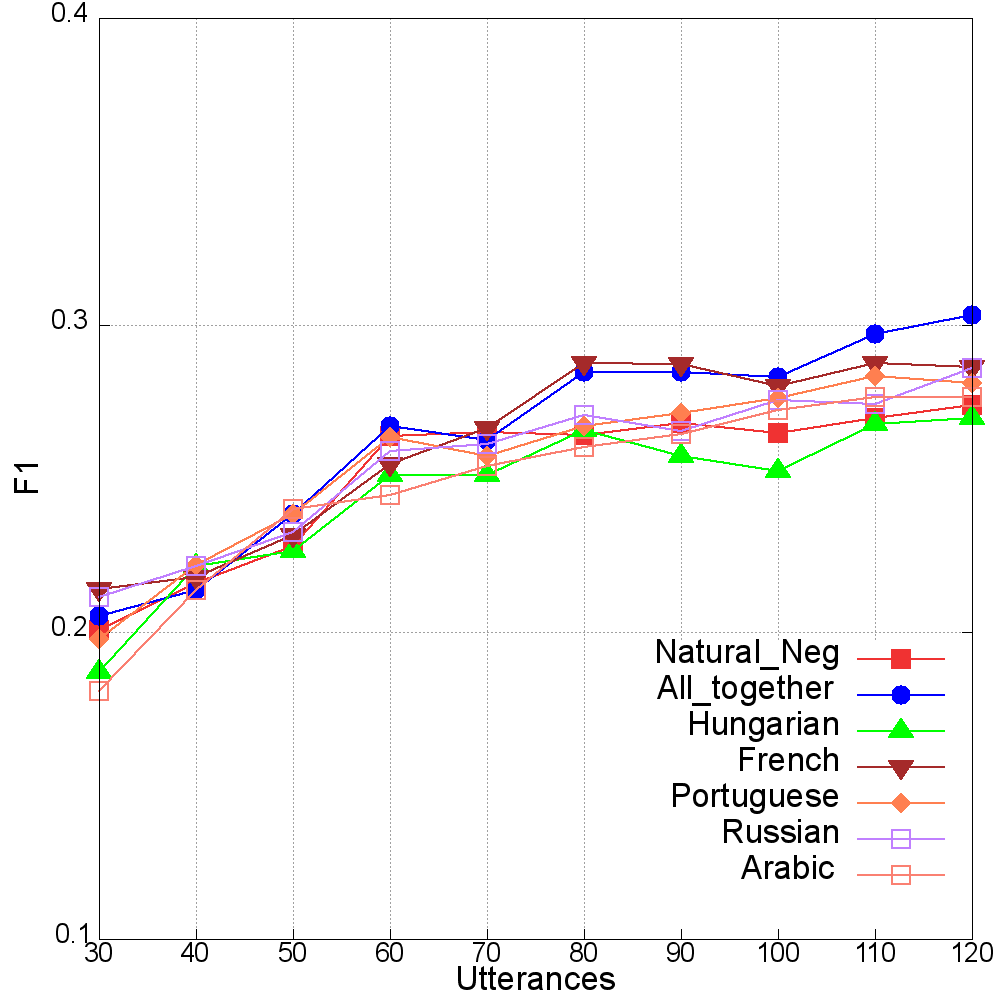 0.4
0.3
0.2
0.1
F1
30 40 50 60 70 80 90 100 110 120
Utterances
Natural_Neg
All_together
Hungarian
French
Portuguese
Russian
Arabic